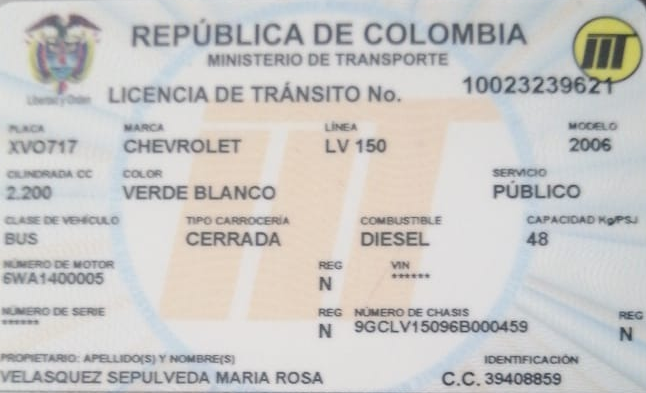 REPÚBLICA DE COLOMBIA
MINISTERIO DE TRANSPORTE
Libertad y Orden
LICENCIA DE TRÁNSITO No. 10023239621
PLACA MARCA LÍNEA MODELO
XVO717 CHEVROLET LV 150 2006
CILINDRADA CC COLOR SERVICIO
2.200 VERDE BLANCO PÚBLICO
CLASE DE VEHÍCULO TIPO CARROCERÍA COMBUSTIBLE CAPACIDAD Kg/PSJ
BUS CERRADA DIESEL 48
NÚMERO DE MOTOR REG VIN
6WA1400005 N ******
NÚMERO DE SERIE REG NÚMERO DE CHASIS REG
****** N 9GCLV15096B000459 N
PROPIETARIO: APELLIDO(S) Y NOMBRE(S) IDENTIFICACIÓN
VELASQUEZ SEPULVEDA MARIA ROSA C.C. 39408859